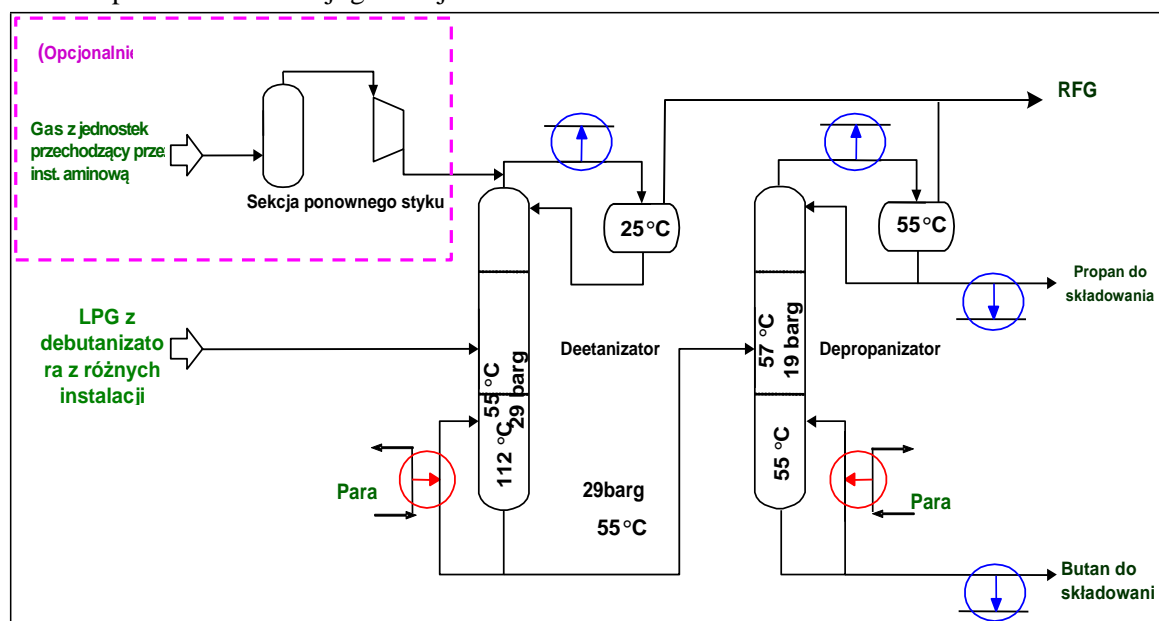 (Opcjonalnie
RFG
Gas z jednostek
przechodzący przez
inst. aminową
Sekcja ponownego styku
25°C
55°C
Propan do
składowania
LPG z
debutanizato
ra z różnych
instalacji
55 °C
29 barg
Deetanizator
57 °C
19 barg
Depropanizator
112 °C
55 °C
Para
29barg
55°C
Para
Butan do
składowani